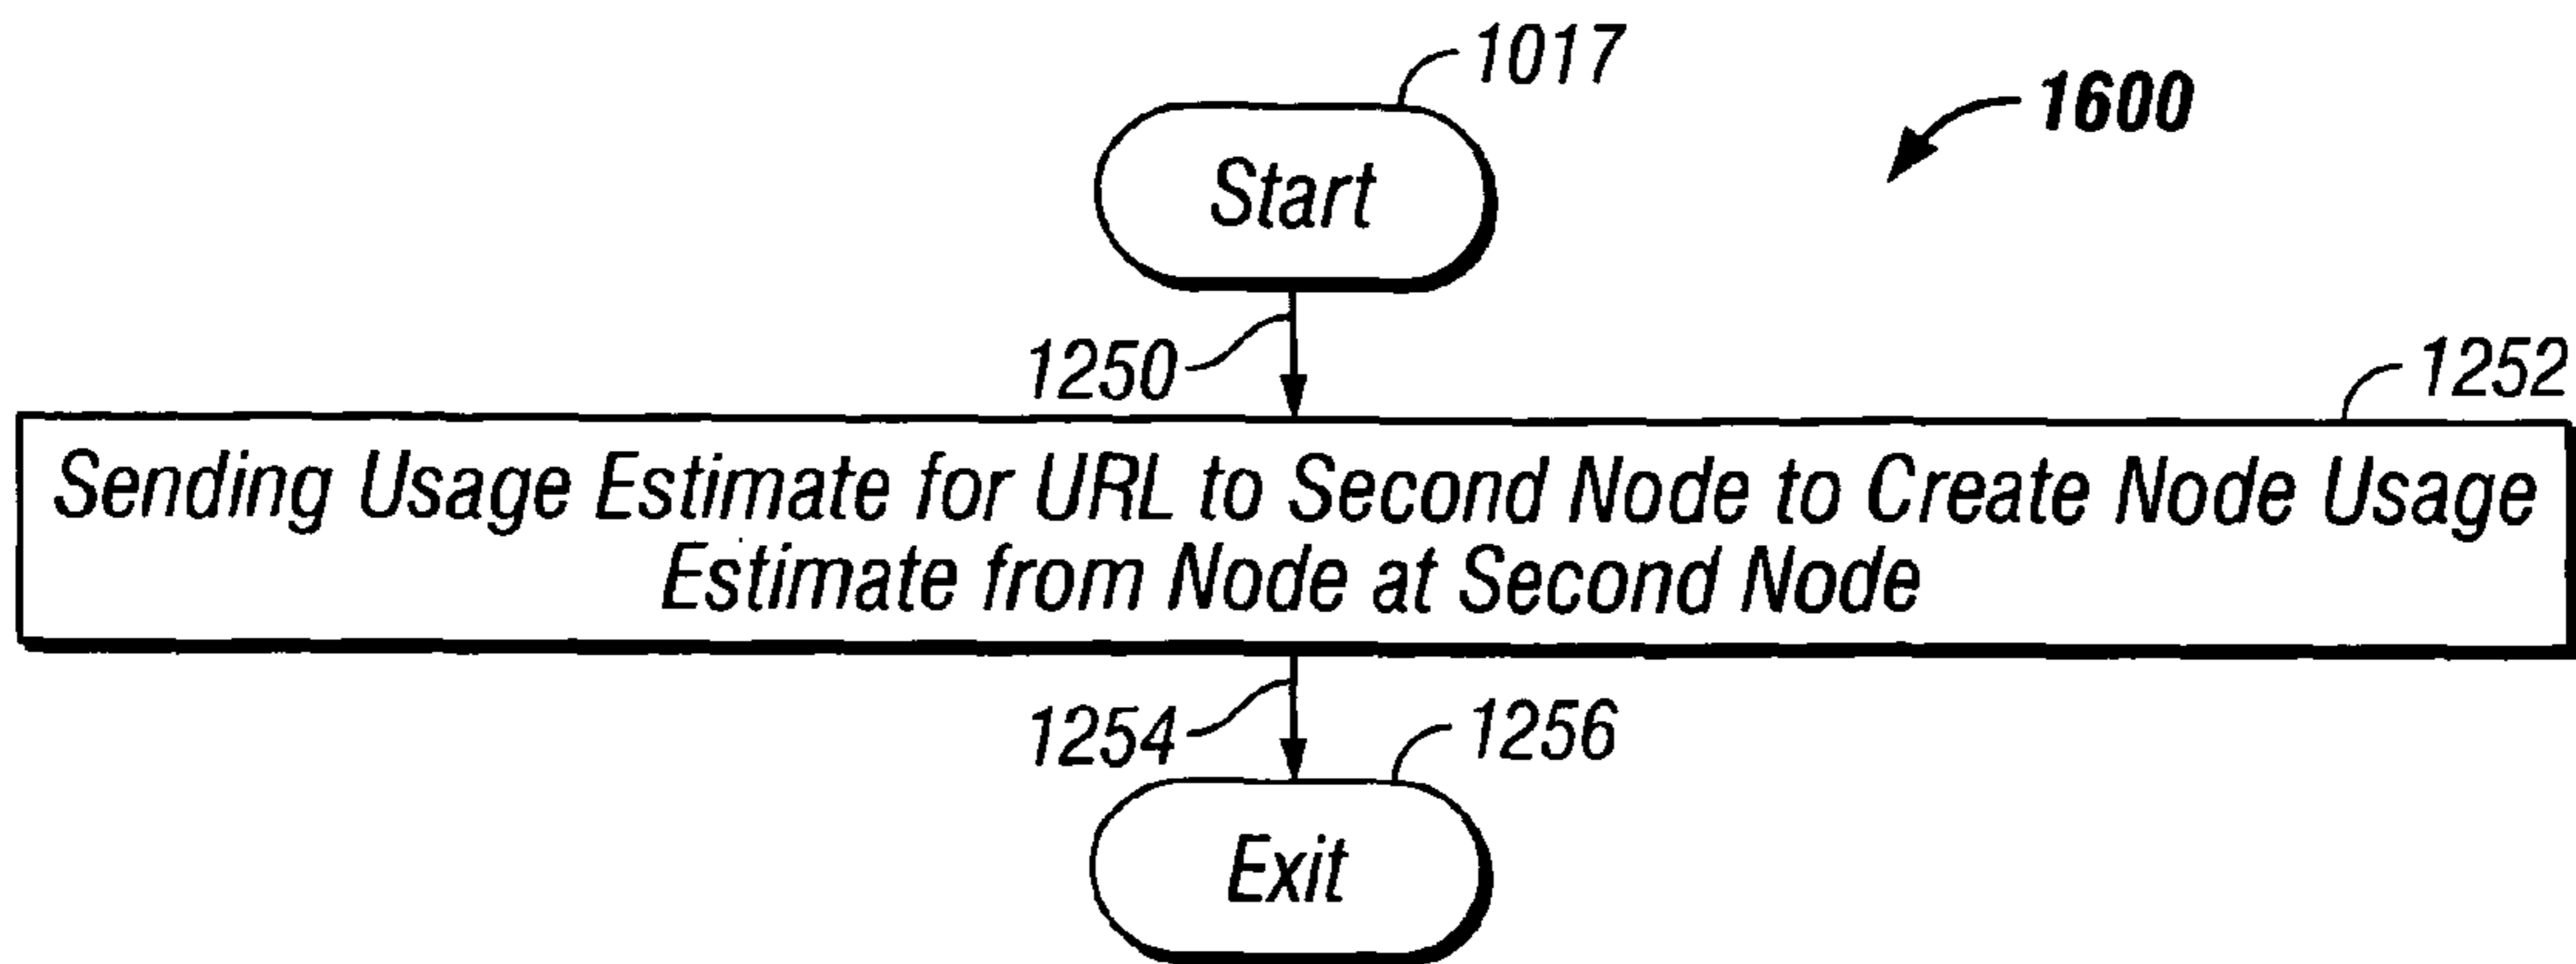 1017
1600
Start
1250
1252
Sending Usage Estimate for URL to Second Node to Create Node Usage
Estimate from Node at Second Node
1254
1256
Exit